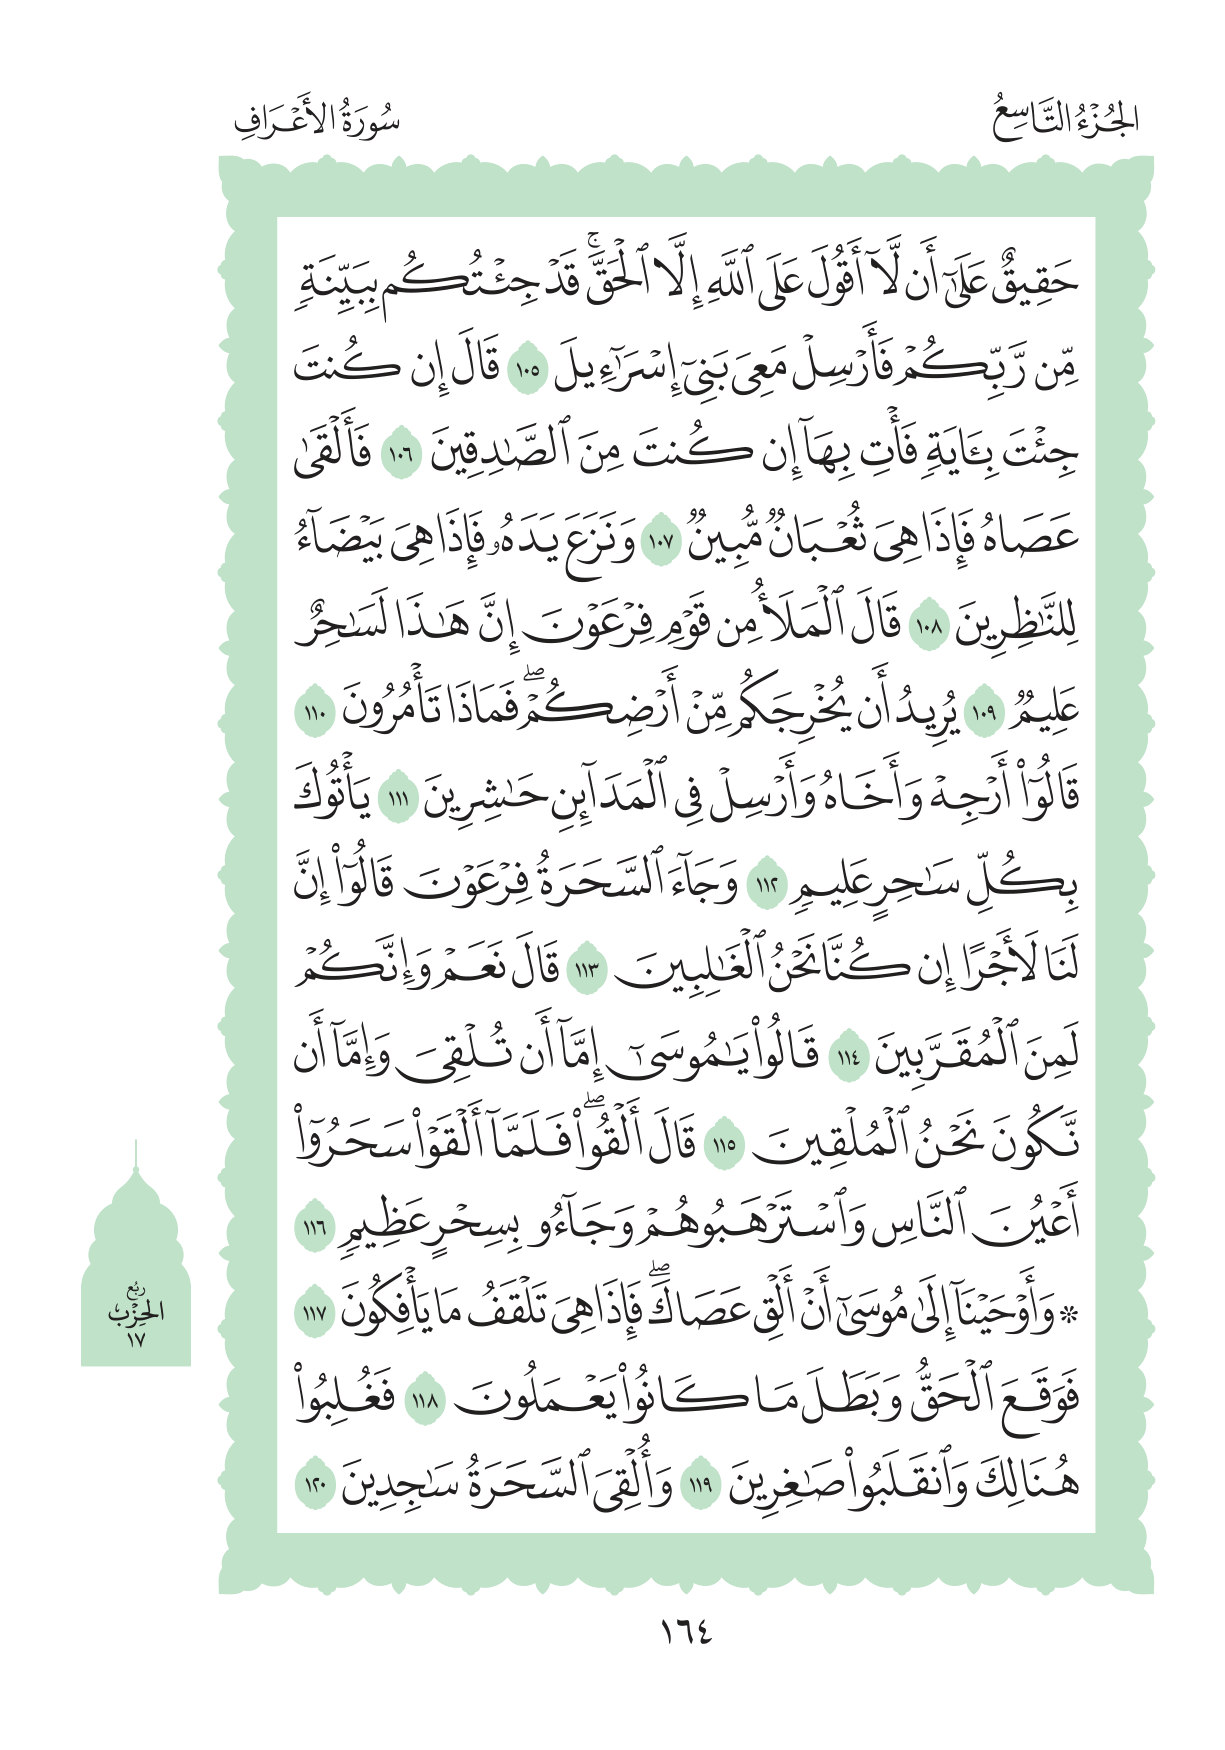 الجُزْءُ التَّاسِعُ
سُورَةُ الأَعْرَافِ
حَقِيقٌ عَلَىٰٓ أَن لَّآ أَقُولَ عَلَى ٱللَّهِ إِلَّا ٱلْحَقَّۚ قَدْ جِئْتُكُم بِبَيِّنَةٍ
مِّن رَّبِّكُمْ فَأَرْسِلْ مَعِىَ بَنِىٓ إِسْرَٰٓءِيلَ ١٠٥ قَالَ إِن كُنتَ
جِئْتَ بِـَٔايَةٍ فَأْتِ بِهَآ إِن كُنتَ مِنَ ٱلصَّٰدِقِينَ ١٠٦ فَأَلْقَىٰ
عَصَاهُ فَإِذَا هِىَ ثُعْبَانٌ مُّبِينٌ ١٠٧ وَنَزَعَ يَدَهُۥ فَإِذَا هِىَ بَيْضَآءُ
لِلنَّٰظِرِينَ ١٠٨ قَالَ ٱلْمَلَأُ مِن قَوْمِ فِرْعَوْنَ إِنَّ هَٰذَا لَسَٰحِرٌ
عَلِيمٌ ١٠٩ يُرِيدُ أَن يُخْرِجَكُم مِّنْ أَرْضِكُمْۖ فَمَاذَا تَأْمُرُونَ ١١٠
قَالُوٓا۟ أَرْجِهْ وَأَخَاهُ وَأَرْسِلْ فِى ٱلْمَدَآئِنِ حَٰشِرِينَ ١١١ يَأْتُوكَ
بِكُلِّ سَٰحِرٍ عَلِيمٍ ١١٢ وَجَآءَ ٱلسَّحَرَةُ فِرْعَوْنَ قَالُوٓا۟ إِنَّ
لَنَا لَأَجْرًا إِن كُنَّا نَحْنُ ٱلْغَٰلِبِينَ ١١٣ قَالَ نَعَمْ وَإِنَّكُمْ
لَمِنَ ٱلْمُقَرَّبِينَ ١١٤ قَالُوا۟ يَٰمُوسَىٰٓ إِمَّآ أَن تُلْقِىَ وَإِمَّآ أَن
نَّكُونَ نَحْنُ ٱلْمُلْقِينَ ١١٥ قَالَ أَلْقُوا۟ۖ فَلَمَّآ أَلْقَوْا۟ سَحَرُوٓا۟
أَعْيُنَ ٱلنَّاسِ وَٱسْتَرْهَبُوهُمْ وَجَآءُو بِسِحْرٍ عَظِيمٍ ١١٦
۞ وَأَوْحَيْنَآ إِلَىٰ مُوسَىٰٓ أَنْ أَلْقِ عَصَاكَۖ فَإِذَا هِىَ تَلْقَفُ مَا يَأْفِكُونَ ١١٧
فَوَقَعَ ٱلْحَقُّ وَبَطَلَ مَا كَانُوا۟ يَعْمَلُونَ ١١٨ فَغُلِبُوا۟
هُنَالِكَ وَٱنقَلَبُوا۟ صَٰغِرِينَ ١١٩ وَأُلْقِىَ ٱلسَّحَرَةُ سَٰجِدِينَ ١٢٠
ربع
الحِزْب
١٧
١٦٤